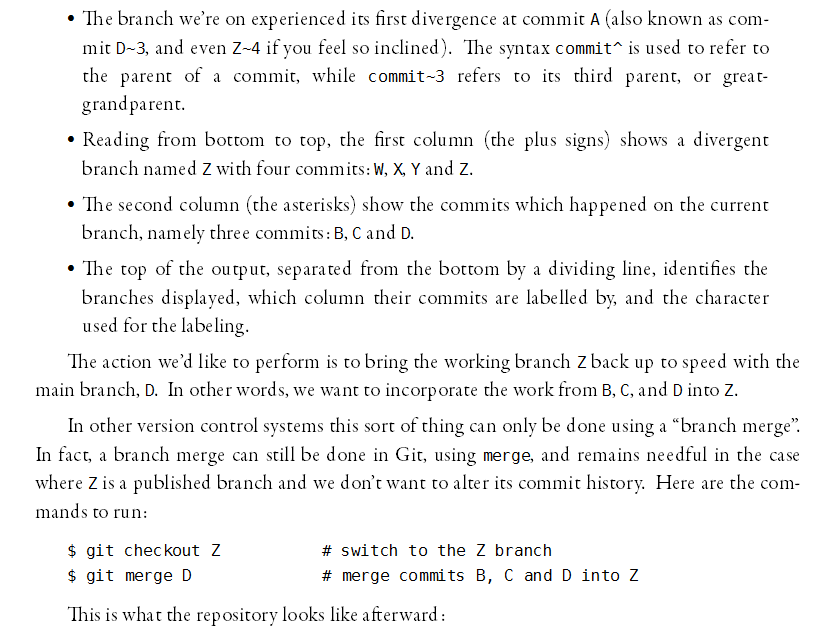 • The branch we're on experienced its first divergence at commit A (also known as com-
mit D~3, and even Z~4 if you feel so inclined). The syntax commit^ is used to refer to
the parent of a commit, while commit~3 refers to its third parent, or great-
grandparent.
• Reading from bottom to top, the first column (the plus signs) shows a divergent
branch named Z with four commits: W, X, Y and Z.
• The second column (the asterisks) show the commits which happened on the current
branch, namely three commits: B, C and D.
• The top of the output, separated from the bottom by a dividing line, identifies the
branches displayed, which column their commits are labelled by, and the character
used for the labeling.
The action we'd like to perform is to bring the working branch Z back up to speed with the
main branch, D. In other words, we want to incorporate the work from B, C, and D into Z.
In other version control systems this sort of thing can only be done using a “branch merge”.
In fact, a branch merge can still be done in Git, using merge, and remains needful in the case
where Z is a published branch and we don't want to alter its commit history. Here are the com-
mands to run:
$ git checkout Z # switch to the Z branch
$ git merge D # merge commits B, C and D into Z
This is what the repository looks like afterward: